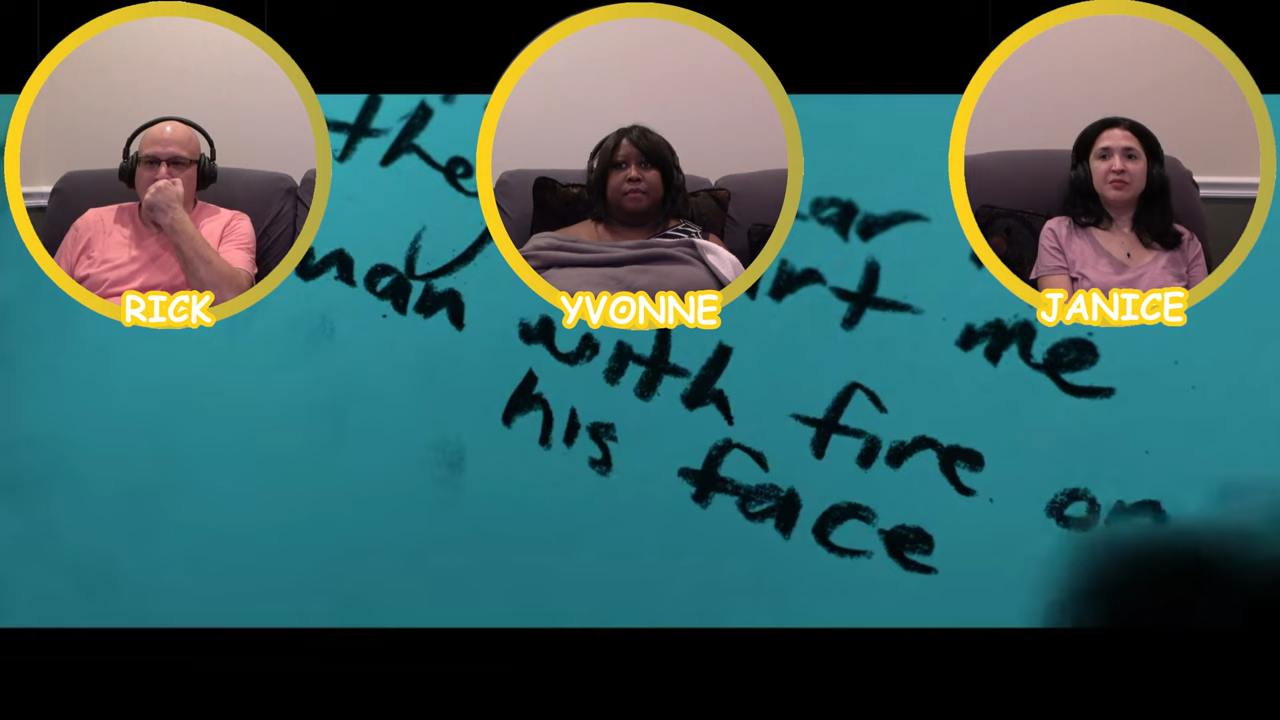 RICK
YVONNE
JANICE
the
man with fire on
his face
me